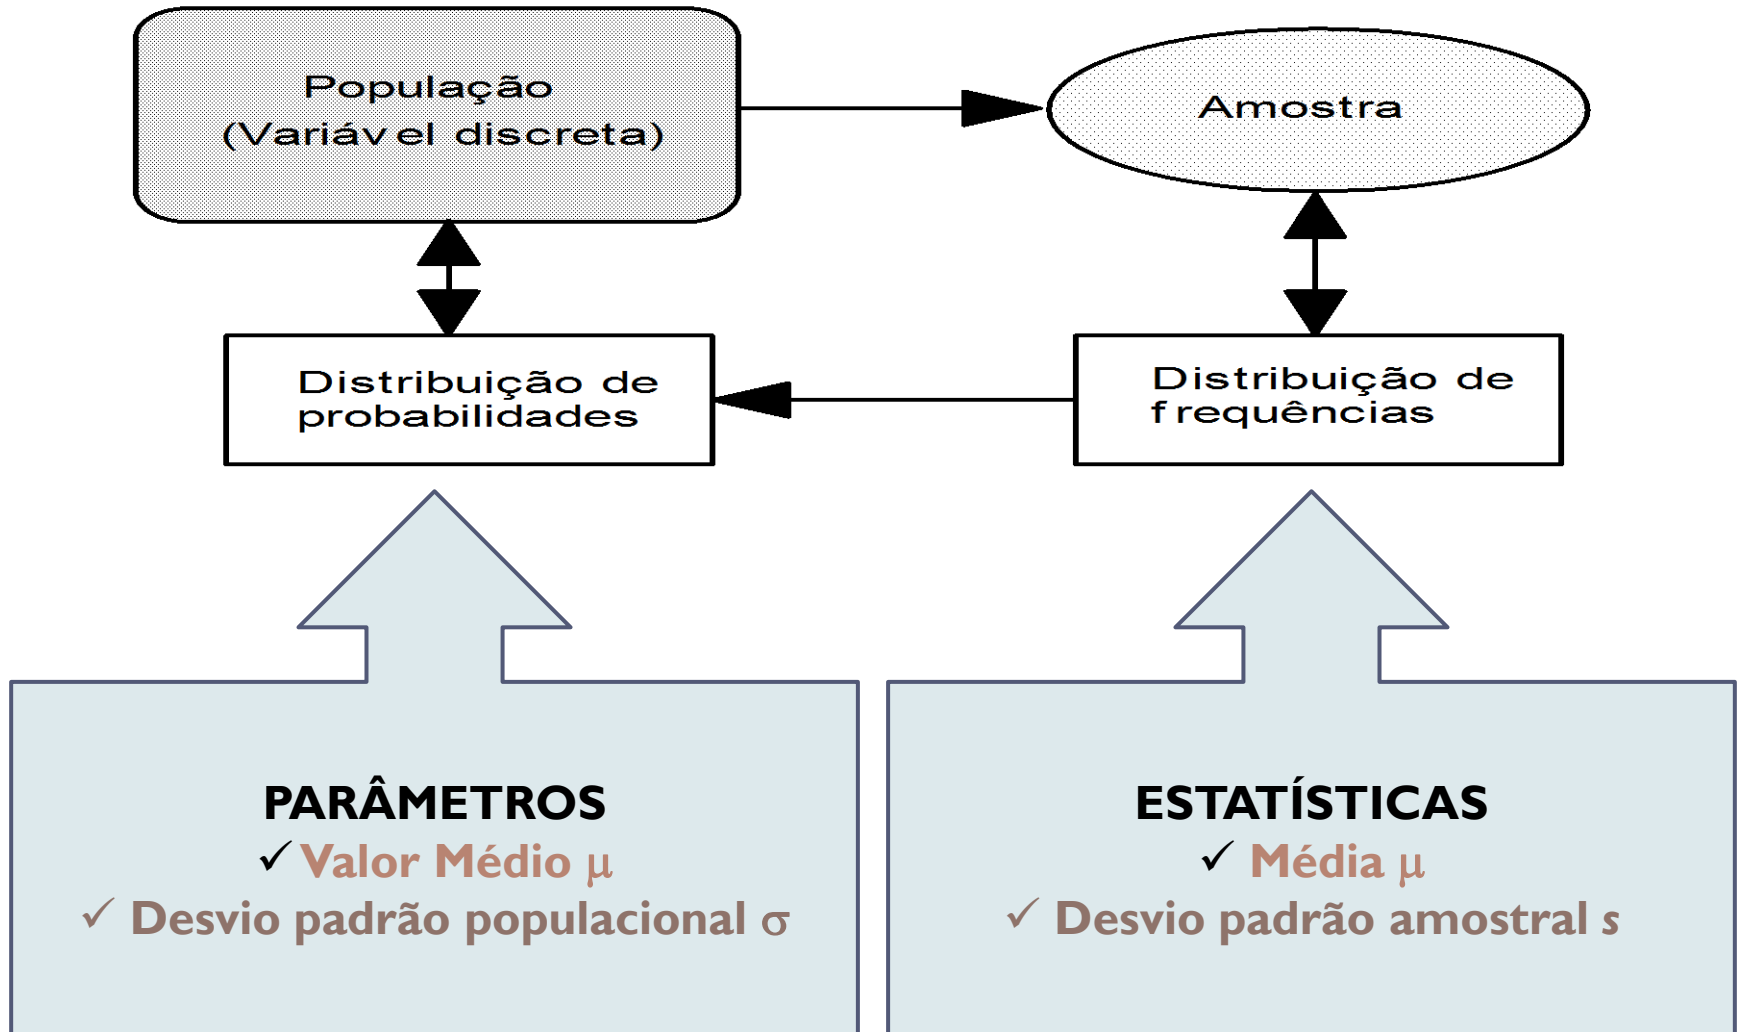 População
(Variável discreta)
Amostra
Distribuição de
probabilidades
Distribuição de
frequências
PARÂMETROS
✓ Valor Médio μ
✓ Desvio padrão populacional σ
ESTATÍSTICAS
✓ Média μ
✓ Desvio padrão amostral s